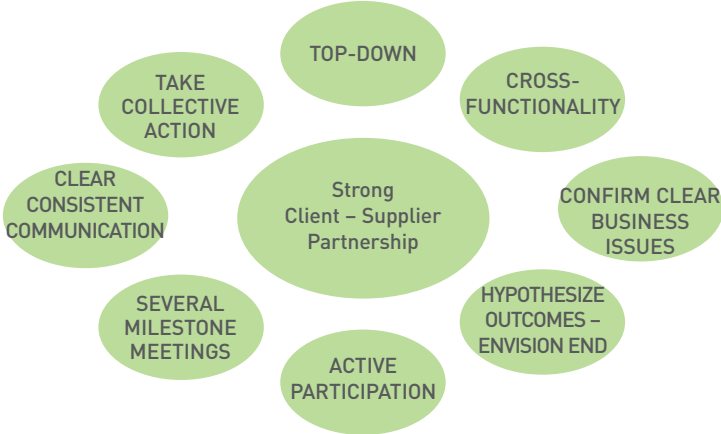 TOP-DOWN
TAKE
COLLECTIVE
ACTION
CROSS-
FUNCTIONALITY
CLEAR
CONSISTENT
COMMUNICATION
Strong
Client – Supplier
Partnership
CONFIRM CLEAR
BUSINESS
ISSUES
SEVERAL
MILESTONE
MEETINGS
HYPOTHESIZE
OUTCOMES –
ENVISION END
ACTIVE
PARTICIPATION